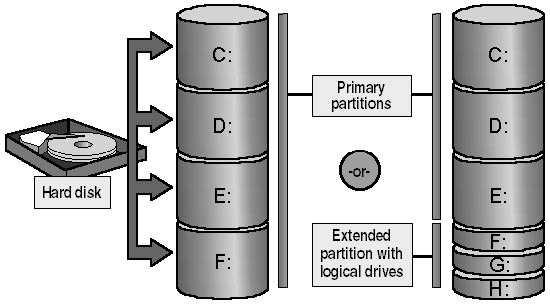 Hard disk
C:
D:
E:
F:
Primary
partitions
-or-
Extended
partition with
logical drives
C:
D:
E:
F:
G:
H: